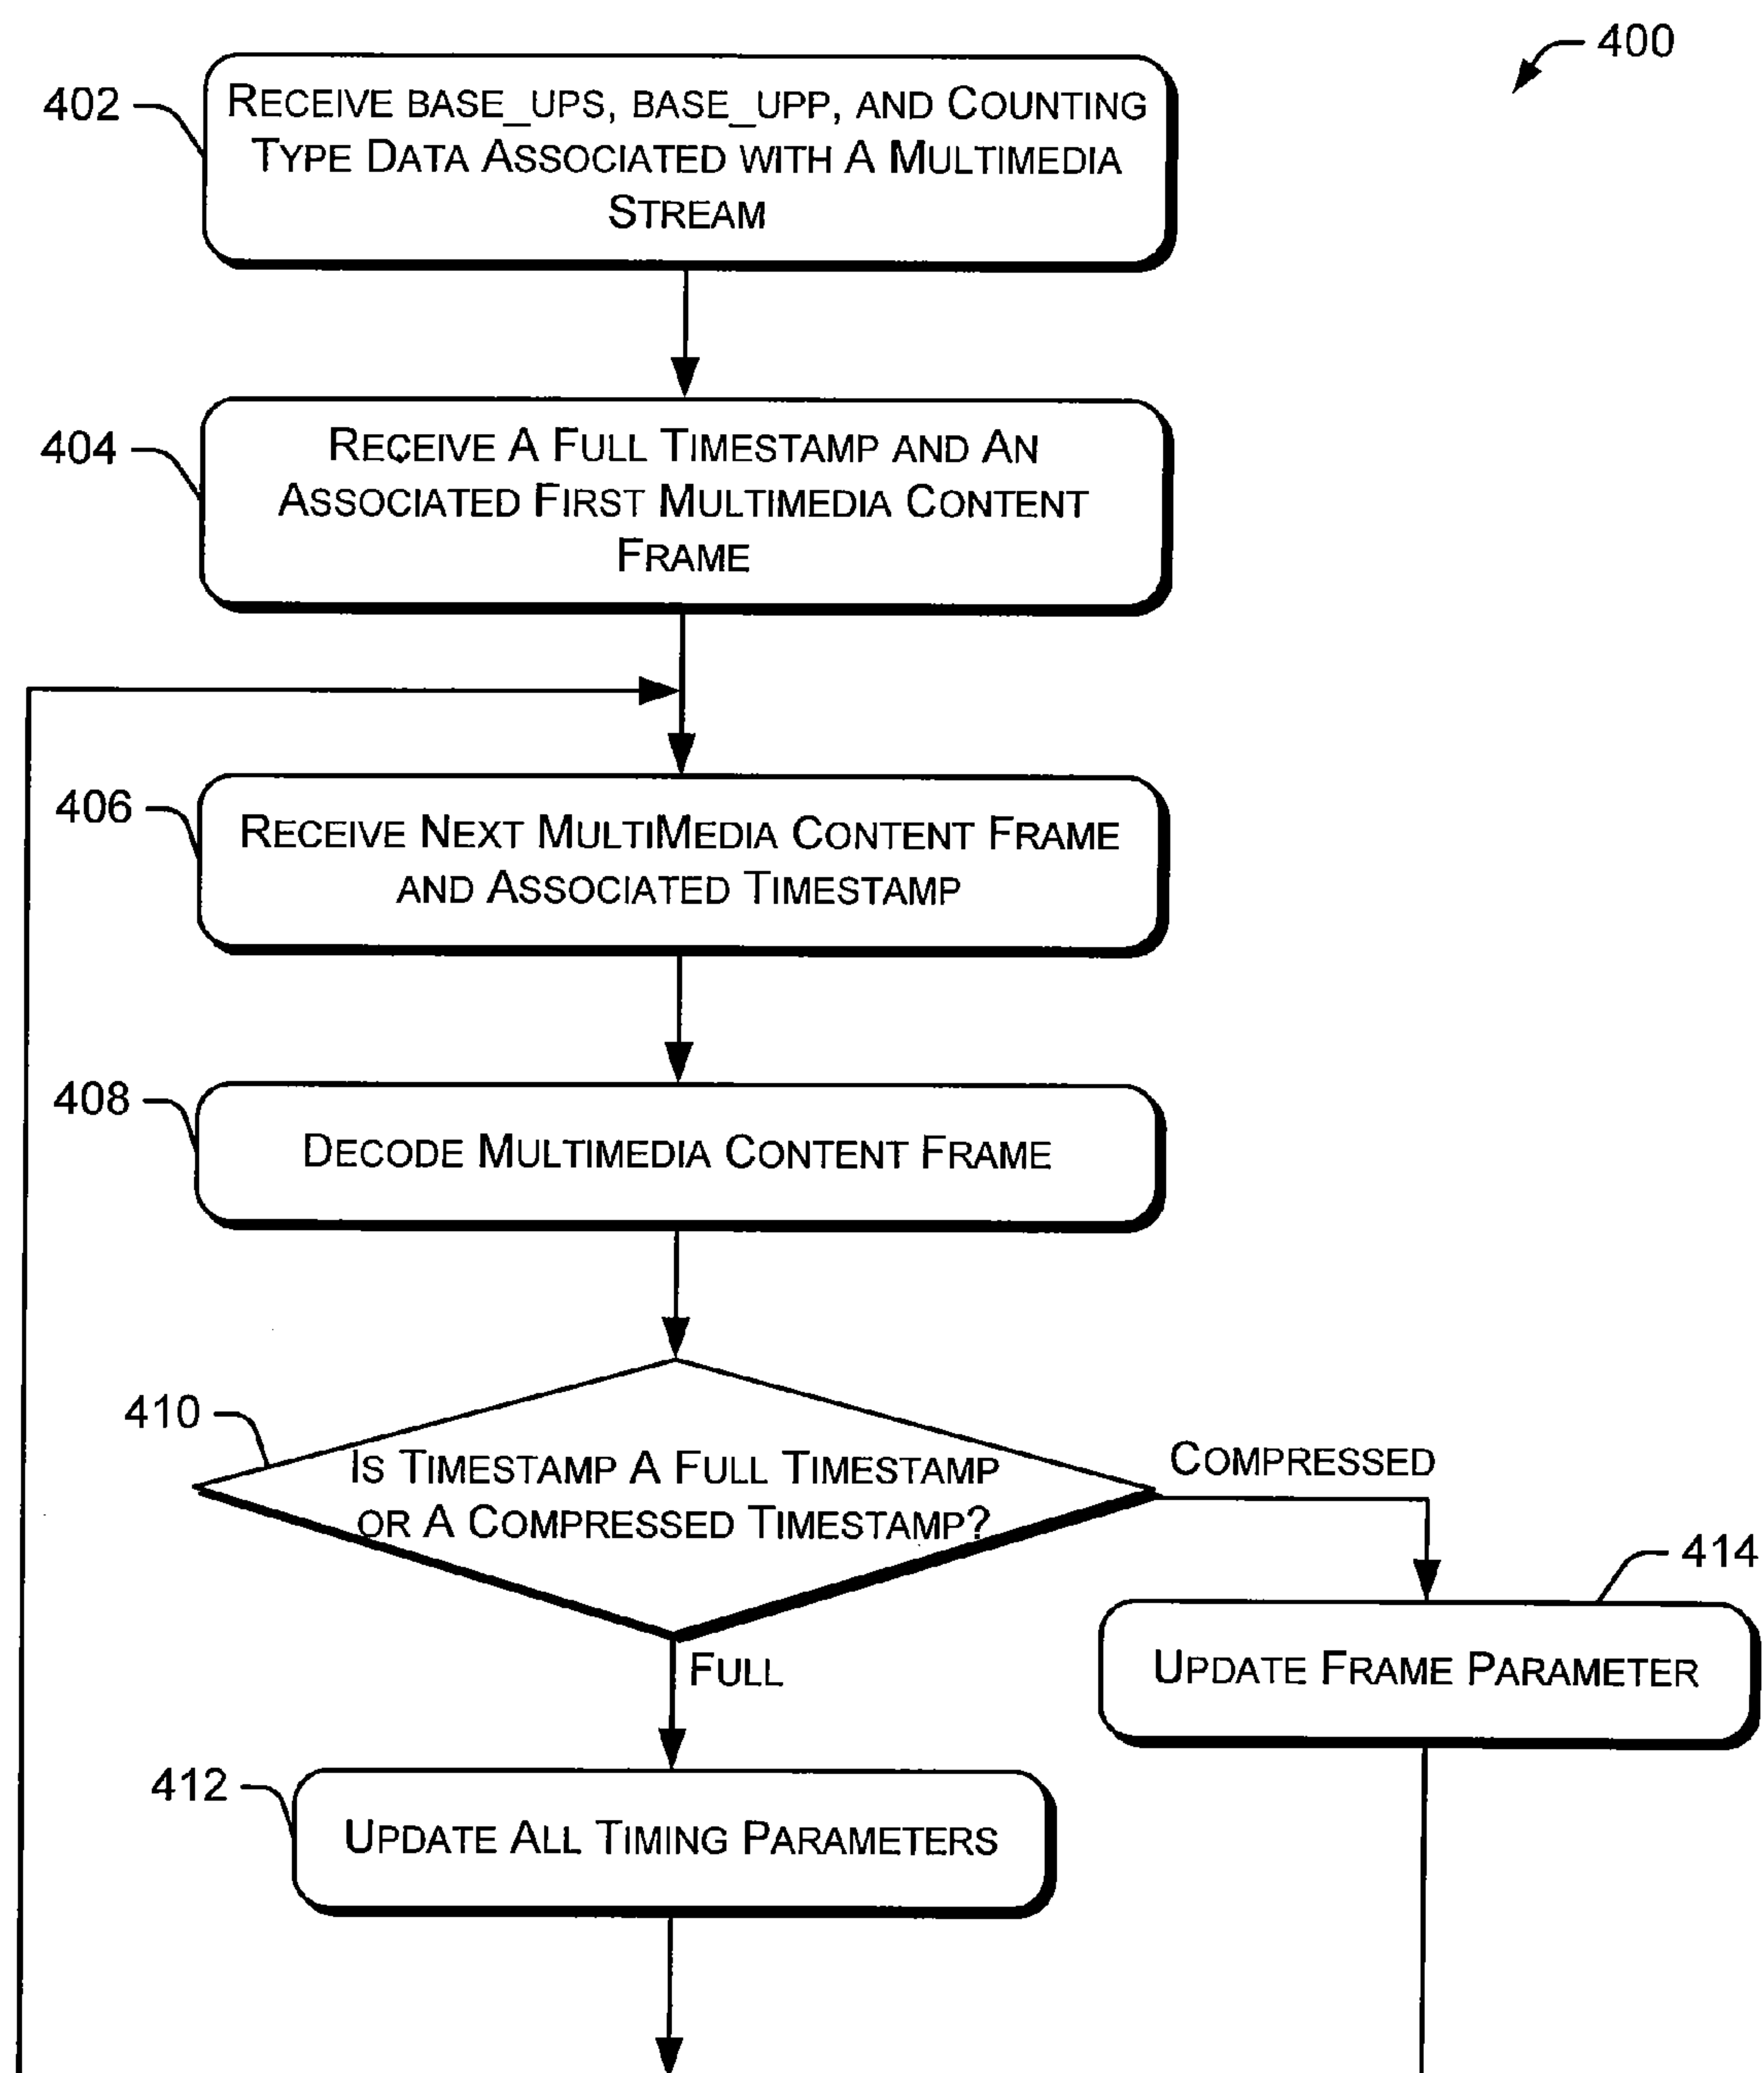 400
402
RECEIVE BASE_UPS, BASE_UPP, AND COUNTING
TYPE DATA ASSOCIATED WITH A MULTIMEDIA
STREAM
404
RECEIVE A FULL TIMESTAMP AND AN
ASSOCIATED FIRST MULTIMEDIA CONTENT
FRAME
406
RECEIVE NEXT MULTIMEDIA CONTENT FRAME
AND ASSOCIATED TIMESTAMP
408
DECODE MULTIMEDIA CONTENT FRAME
410
IS TIMESTAMP A FULL TIMESTAMP
OR A COMPRESSED TIMESTAMP?
COMPRESSED
414
UPDATE FRAME PARAMETER
FULL
412
UPDATE ALL TIMING PARAMETERS